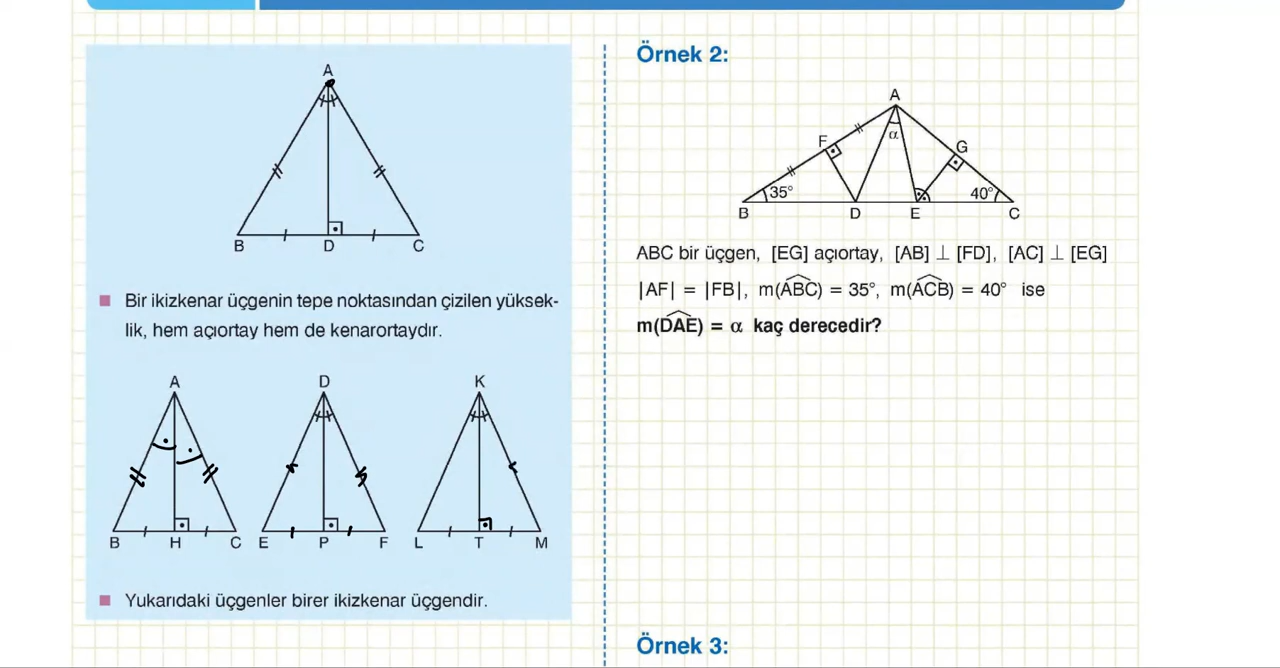 A
B
D
C
Bir ikizkenar üçgenin tepe noktasından çizilen yüksek-
lik, hem açıortay hem de kenarortaydır.
A
D
K
B H C E P F L T M
Yukarıdaki üçgenler birer ikizkenar üçgendir.
Örnek 2:
A
F
α
G
35°
40°
B D E C
ABC bir üçgen, [EG] açıortay, [AB] ⊥ [FD], [AC] ⊥ [EG]
|AF| = |FB|, m(ABC) = 35°, m(ACB) = 40° ise
m(DAE) = α kaç derecedir?
Örnek 3: